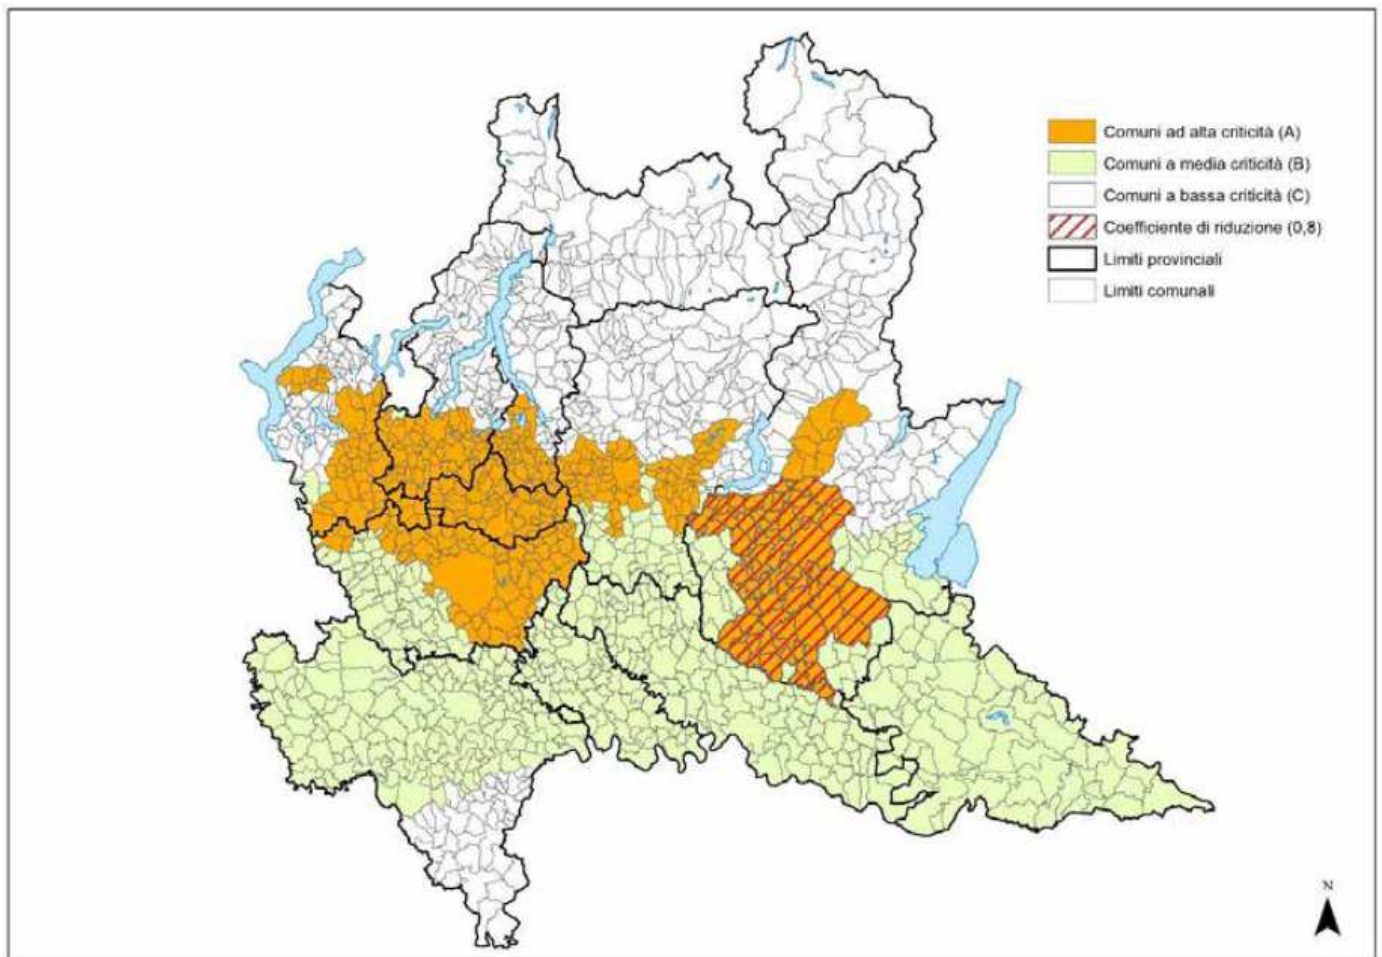 Comuni ad alta criticità (A)
Comuni a media criticità (B)
Comuni a bassa criticità (C)
Coefficiente di riduzione (0,8)
Limiti provinciali
Limiti comunali
N